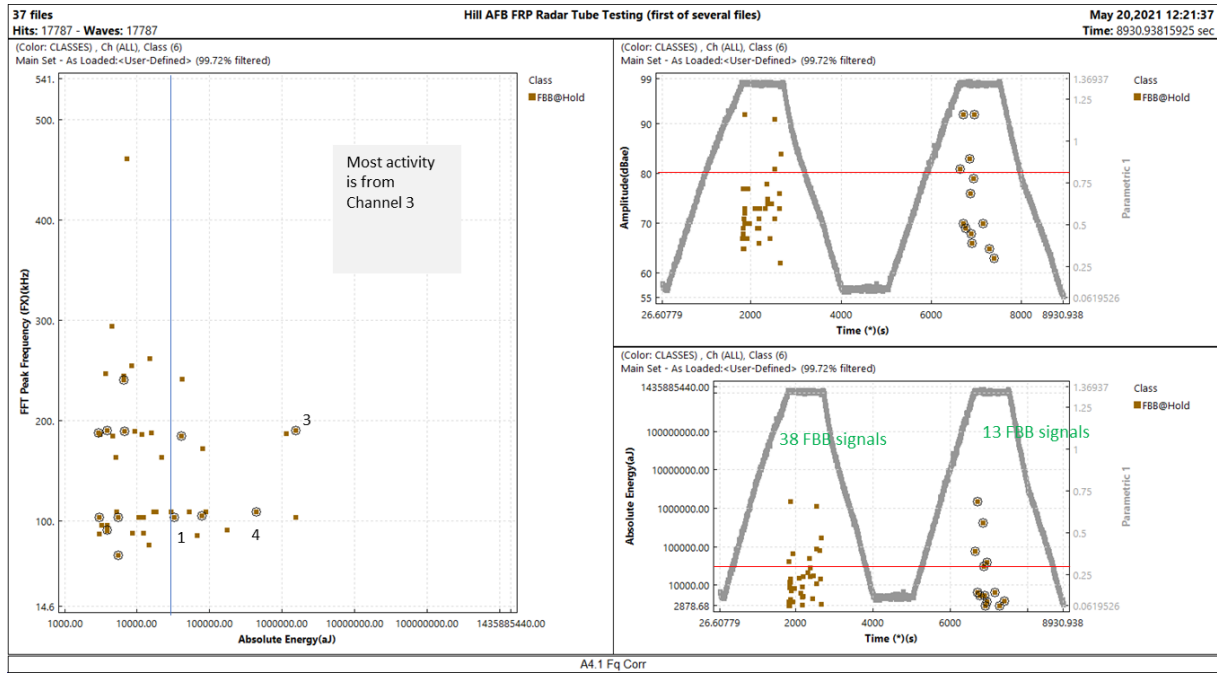 37 files
Hill AFB FRP Radar Tube Testing (first of several files)
May 20,2021 12:21:37
Hits: 17787 - Waves: 17787
Time: 8930.93815925 sec
(Color: CLASSES) , Ch (ALL), Class (6)
Main Set - As Loaded:<User-Defined> (99.72% filtered)
541.
500.
400.
300.
200.
100.
14.6
FFT Peak Frequency (FX)(kHz)
1000.00
10000.00
100000.00
1000000.00
10000000.00
100000000.00
1435885440.00
Absolute Energy(aJ)
Class
FBB@Hold
Most activity
is from
Channel 3
3
1
4
(Color: CLASSES) , Ch (ALL), Class (6)
Main Set - As Loaded:<User-Defined> (99.72% filtered)
99
90
80
70
60
55
Amplitude(dBae)
26.60779
2000
4000
6000
8000
8930.938
Time (*)(s)
1.36937
1.25
1
0.75
0.5
0.25
0.0619526
Parametric 1
Class
FBB@Hold
(Color: CLASSES) , Ch (ALL), Class (6)
Main Set - As Loaded:<User-Defined> (99.72% filtered)
1435885440.00
100000000.00
10000000.00
1000000.00
100000.00
10000.00
2878.68
Absolute Energy(aJ)
38 FBB signals
13 FBB signals
26.60779
2000
4000
6000
8930.938
Time (*)(s)
1.36937
1.25
1
0.75
0.5
0.25
0.0619526
Parametric 1
Class
FBB@Hold
A4.1 Fq Corr